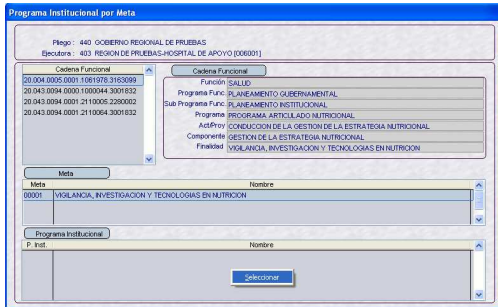 Programa Institucional por Meta
Pliego : 440 GOBIERNO REGIONAL DE PRUEBAS
Ejecutora : 403 REGION DE PRUEBAS-HOSPITAL DE APOYO [006001]
Cadena Funcional
20.004.0005.0001.1061978.3163099
20.043.0094.0000.1000044.3001832
20.043.0094.0001.2110006.2280002
20.043.0094.0001.2110064.3001832
Cadena Funcional
Función SALUD
Programa Func. PLANEAMIENTO GUBERNAMENTAL
Sub Programa Func. PLANEAMIENTO INSTITUCIONAL
Programa PROGRAMA ARTICULADO NUTRICIONAL
Act/Proy CONDUCCION DE LA GESTION DE LA ESTRATEGIA NUTRICIONAL
Componente GESTION DE LA ESTRATEGIA NUTRICIONAL
Finalidad VIGILANCIA, INVESTIGACION Y TECNOLOGIAS EN NUTRICION
Meta
Meta Nombre
00001 VIGILANCIA, INVESTIGACION Y TECNOLOGIAS EN NUTRICION
Programa Institucional
P. Inst. Nombre
Seleccionar